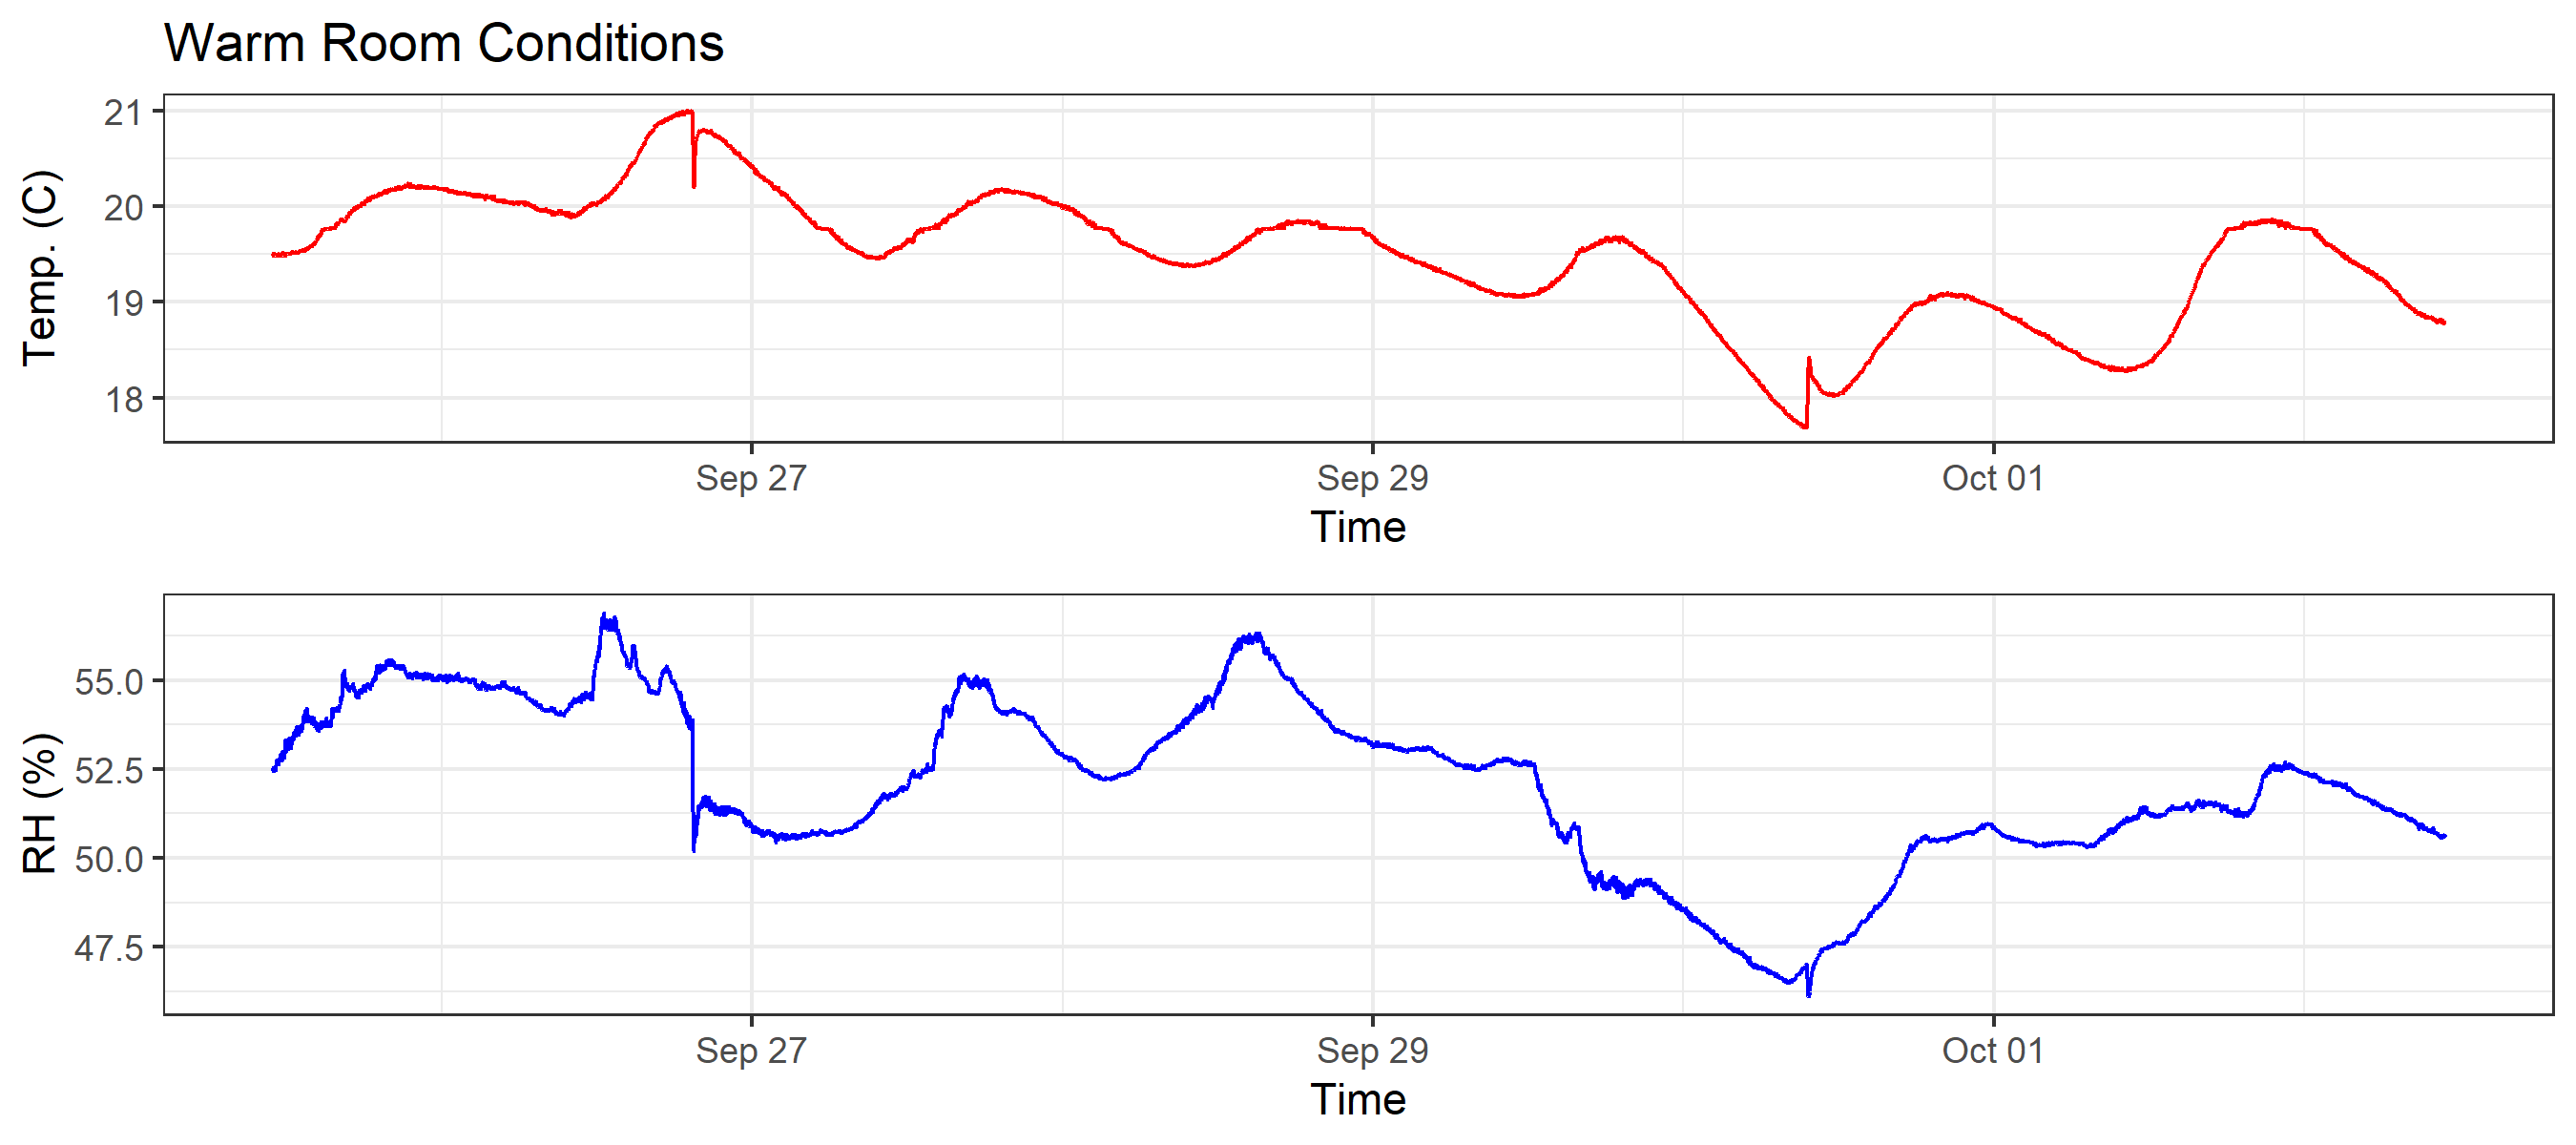 Warm Room Conditions
Temp. (C)
21
20
19
18
Sep 27 Sep 29 Oct 01
Time
RH (%)
55.0
52.5
50.0
47.5
Sep 27 Sep 29 Oct 01
Time